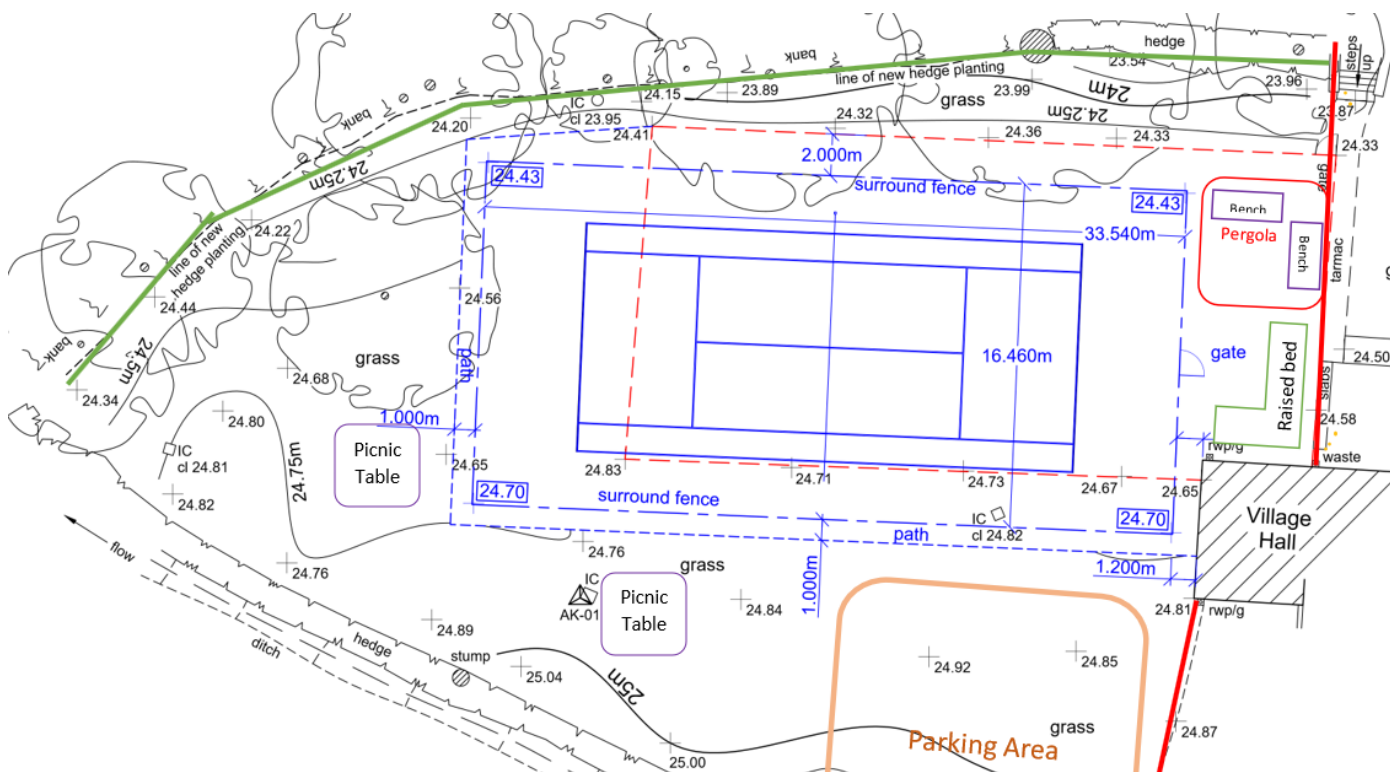 hedge
steps
up
bank
bank
line of new hedge planting
23.54
23.96
23.87
24.15
23.89
23.99
24m
IC
cl 23.95
grass
24.25m
24.20
24.41
24.32
24.36
24.33
24.33
bank
2.000m
24.25m
24.43
surround fence
24.43
gate
Bench
Pergola
Bench
33.540m
tarmac
24.22
line of new
hedge planting
24.44
24.56
16.460m
gate
24.50
grass
path
24.5m
bank
24.68
24.34
24.80
1.000m
Raised bed
slabs
24.58
IC
cl 24.81
24.75m
Picnic
Table
24.65
24.83
24.71
24.73
24.67
24.65
rwp/g
waste
24.82
24.70
surround fence
24.70
IC
cl 24.82
Village
Hall
path
flow
24.76
24.76
grass
1.000m
1.200m
IC
AK-01
Picnic
Table
24.84
24.81
rwp/g
24.89
hedge
ditch
stump
25.04
25m
24.92
24.85
grass
24.87
Parking Area
25.00